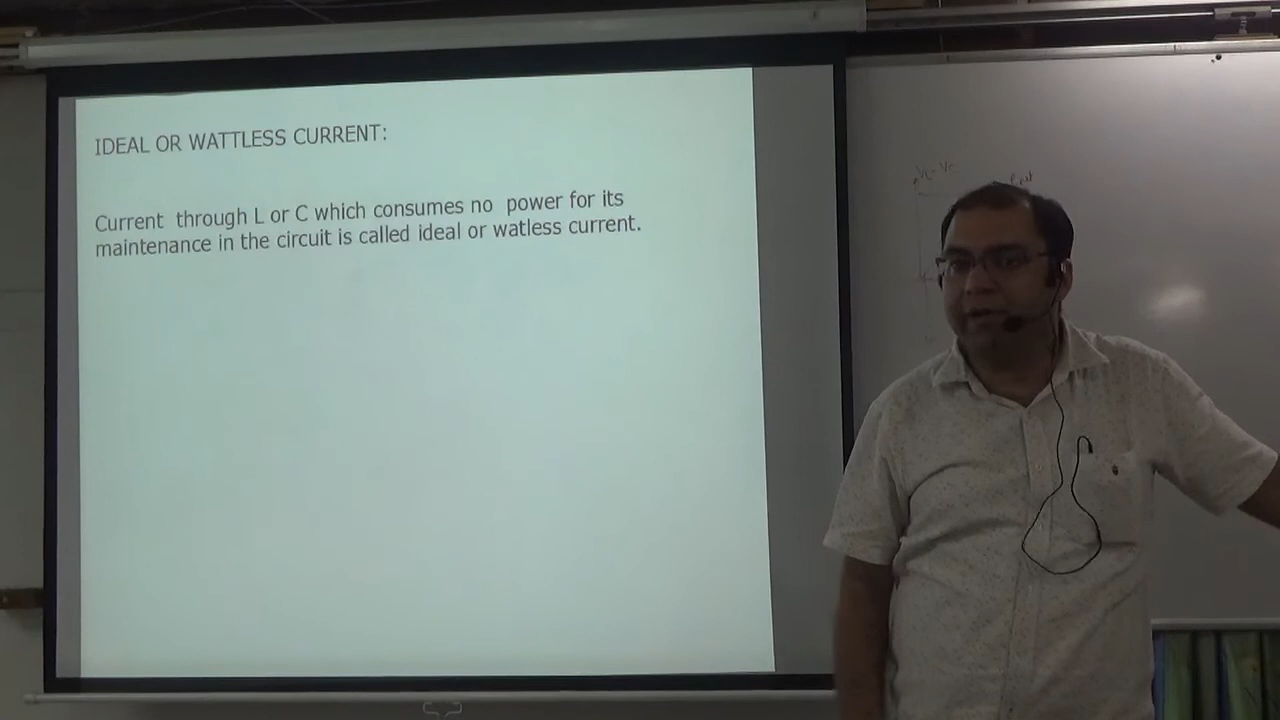 IDEAL OR WATTLESS CURRENT:
Current through L or C which consumes no power for its
maintenance in the circuit is called ideal or watless current.